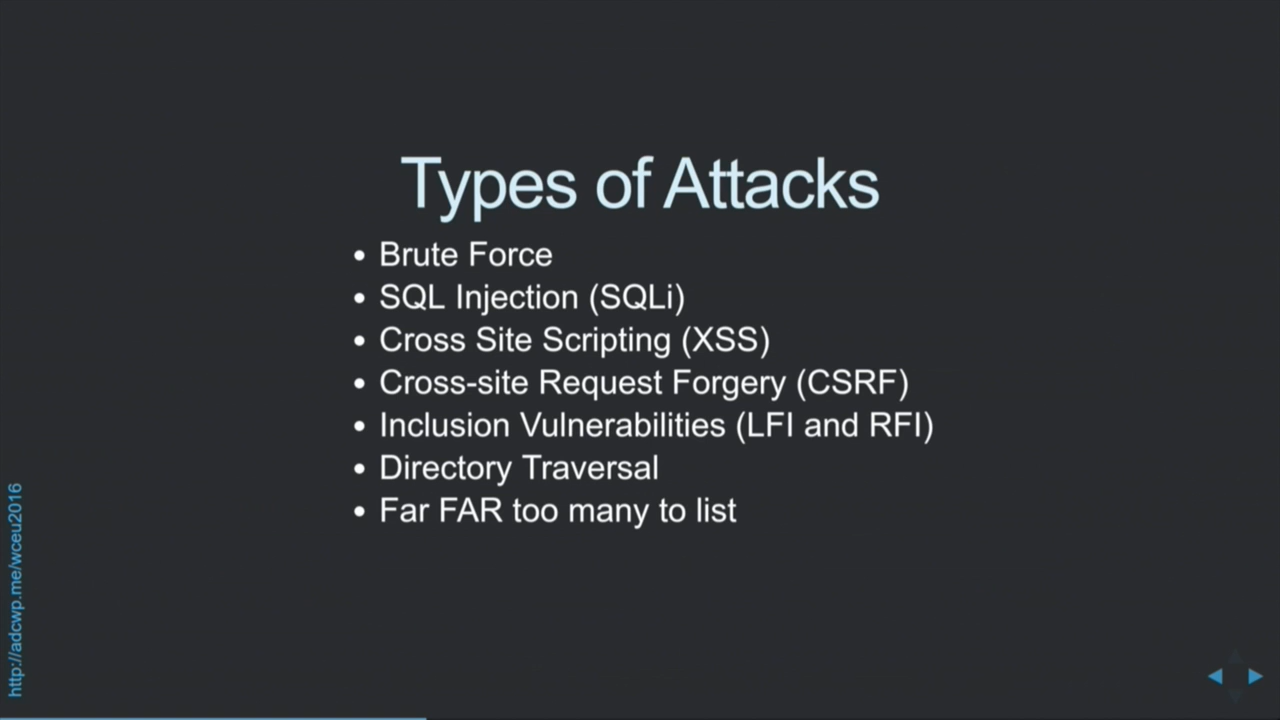 Types of Attacks
• Brute Force
• SQL Injection (SQLi)
• Cross Site Scripting (XSS)
• Cross-site Request Forgery (CSRF)
• Inclusion Vulnerabilities (LFI and RFI)
• Directory Traversal
• Far FAR too many to list
http://adcwp.me/wceu2016